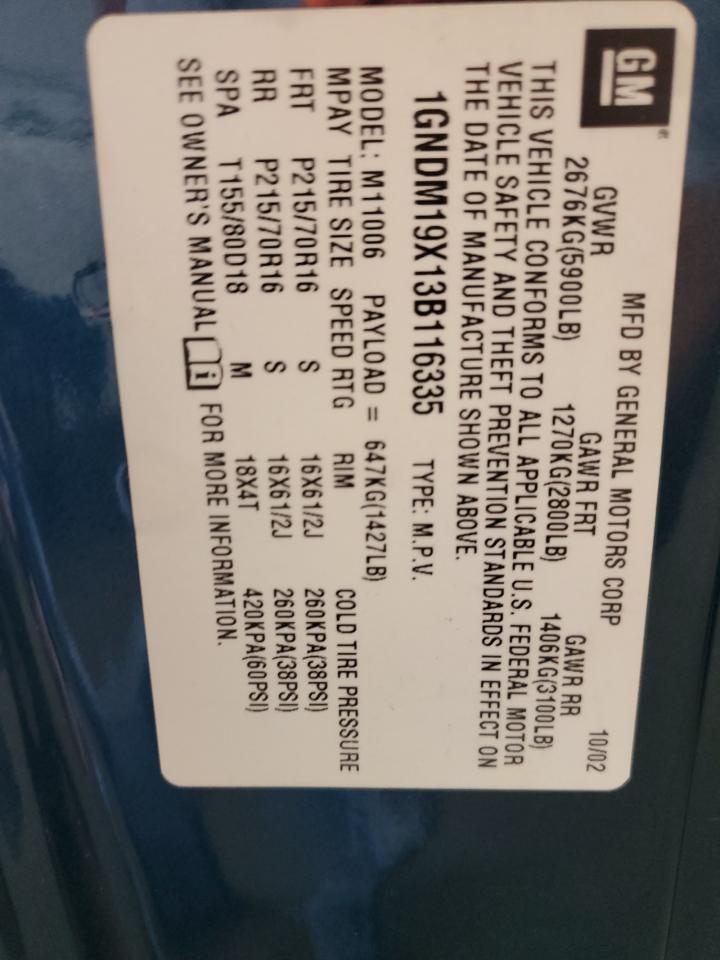 GM
MFD BY GENERAL MOTORS CORP 10/02
GVWR GAWR FRT GAWR RR
2676KG(5900LB) 1270KG(2800LB) 1406KG(3100LB)
THIS VEHICLE CONFORMS TO ALL APPLICABLE U.S. FEDERAL MOTOR
VEHICLE SAFETY AND THEFT PREVENTION STANDARDS IN EFFECT ON
THE DATE OF MANUFACTURE SHOWN ABOVE.
1GNDM19X13B116335 TYPE: M.P.V.
MODEL: M11006 PAYLOAD = 647KG(1427LB)
MPAY TIRE SIZE SPEED RTG RIM COLD TIRE PRESSURE
FRT P215/70R16 S 16X61/2J 260KPA(38PSI)
RR P215/70R16 S 16X61/2J 260KPA(38PSI)
SPA T155/80D18 M 18X4T 420KPA(60PSI)
SEE OWNER'S MANUAL i FOR MORE INFORMATION.